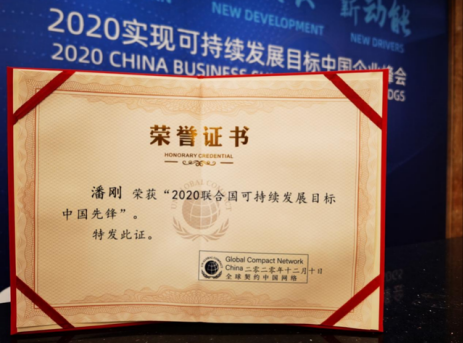 新动能
NEW DEVELOPMENT
NEW DRIVERS
2020实现可持续发展目标中国企业峰会
2020 CHINA BUSINESS
DGS
荣誉证书
HONORARY CREDENTIAL
潘刚 荣获“2020联合国可持续发展目标
中国先锋”。
特发此证。
Global Compact Network
China 二零二零年十二月十日
全球契约中国网络